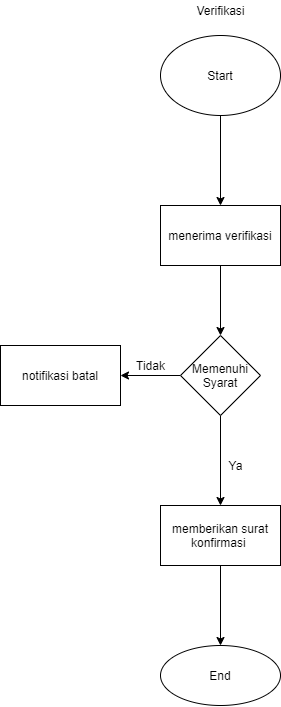 Verifikasi
Start
menerima verifikasi
Memenuhi
Syarat
Tidak
notifikasi batal
Ya
memberikan surat
konfirmasi
End